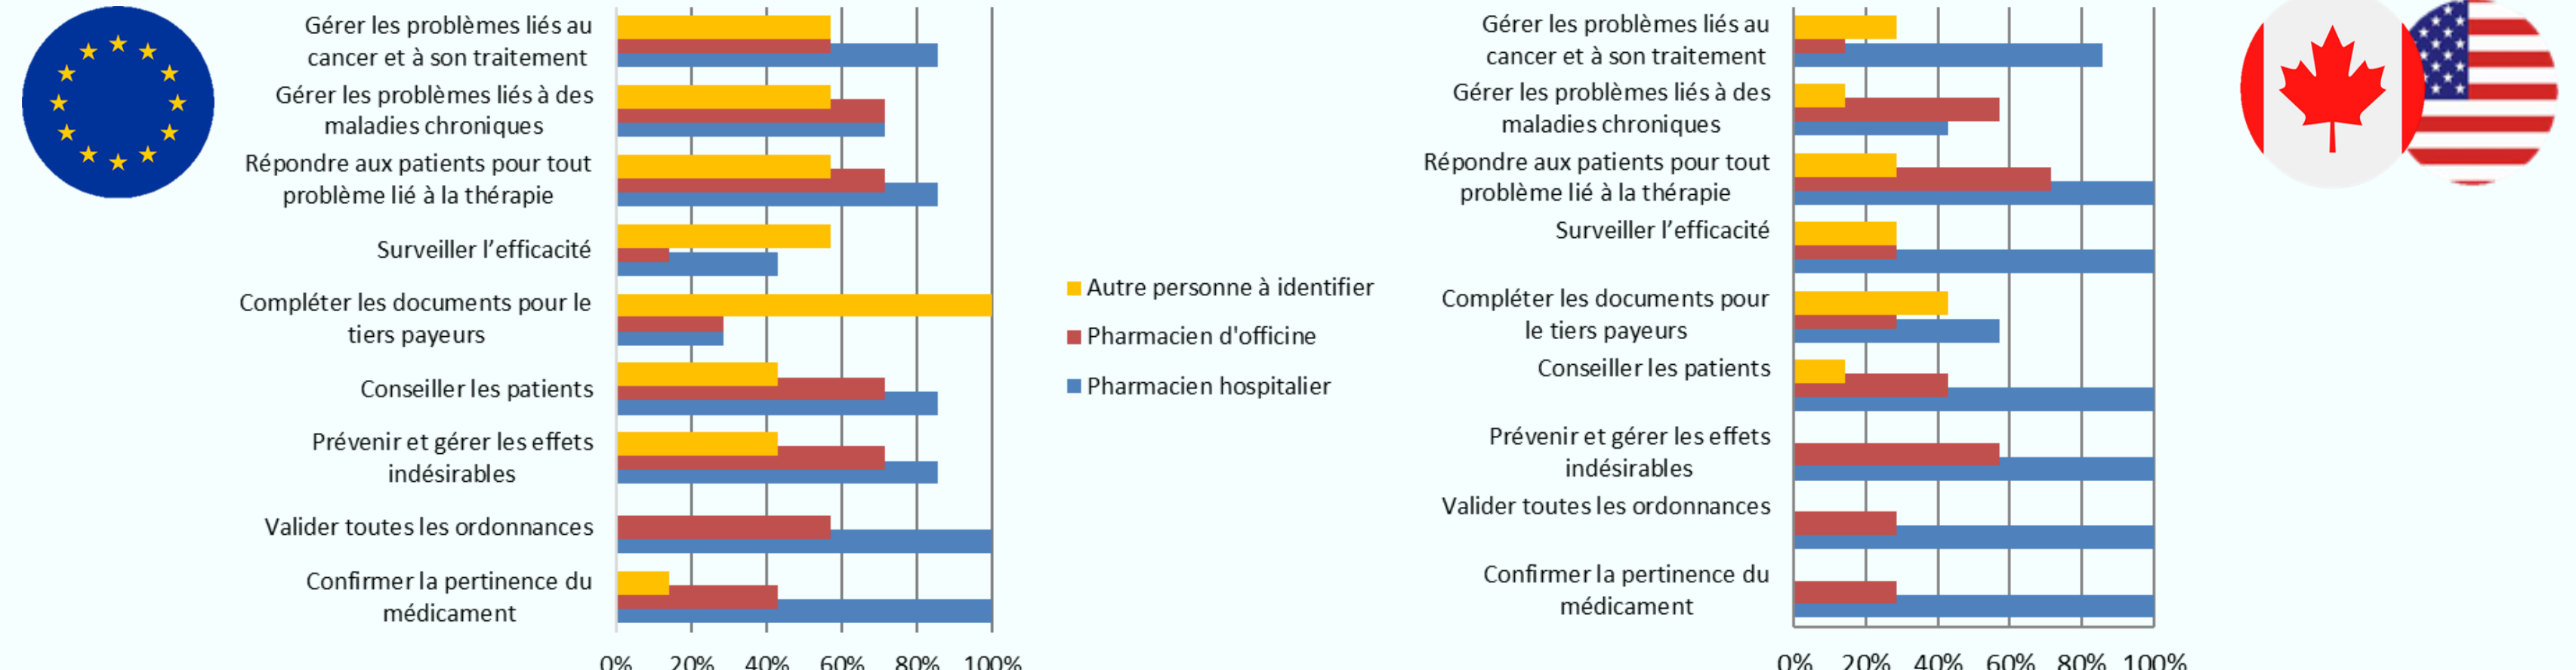 Gérer les problèmes liés au
cancer et à son traitement
Gérer les problèmes liés à des
maladies chroniques
Répondre aux patients pour tout
problème lié à la thérapie
Surveiller l’efficacité
Compléter les documents pour le
tiers payeurs
Conseiller les patients
Prévenir et gérer les effets
indésirables
Valider toutes les ordonnances
Confirmer la pertinence du
médicament
0% 20% 40% 60% 80% 100%
Autre personne à identifier
Pharmacien d'officine
Pharmacien hospitalier
Gérer les problèmes liés au
cancer et à son traitement
Gérer les problèmes liés à des
maladies chroniques
Répondre aux patients pour tout
problème lié à la thérapie
Surveiller l’efficacité
Compléter les documents pour
le tiers payeurs
Conseiller les patients
Prévenir et gérer les effets
indésirables
Valider toutes les ordonnances
Confirmer la pertinence du
médicament
0% 20% 40% 60% 80% 100%